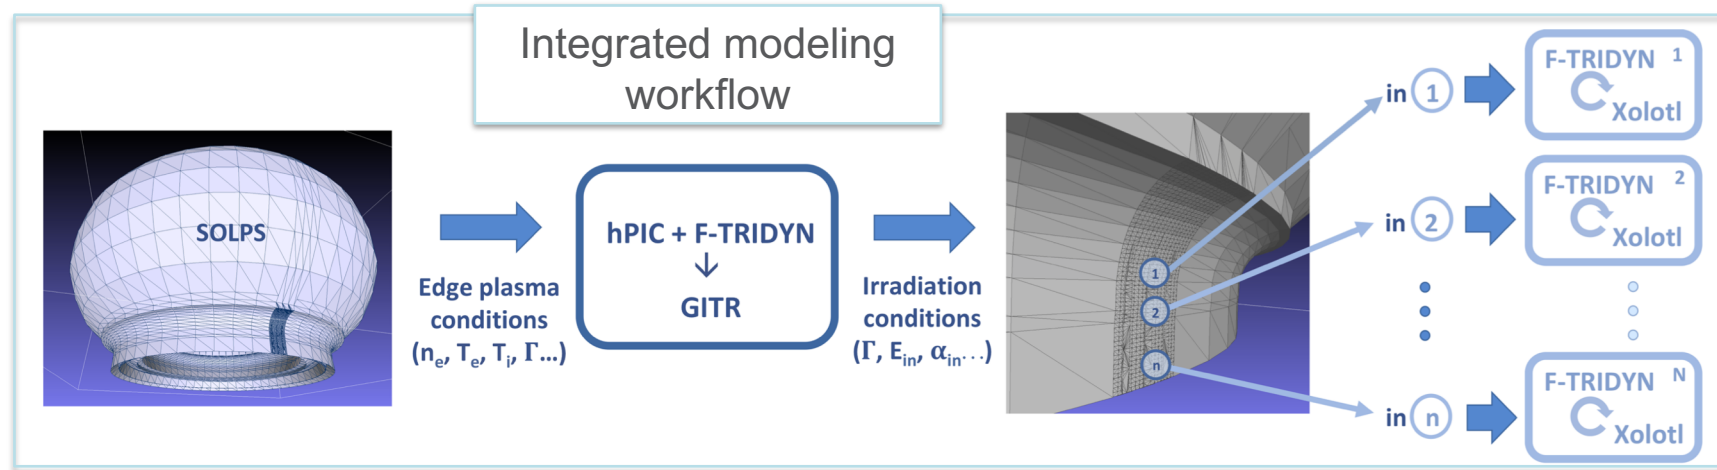 Integrated modeling
workflow
SOLPS
Edge plasma
conditions
(nₑ, Tₑ, Tᵢ, Γ...)
hPIC + F-TRIDYN
↓
GITR
Irradiation
conditions
(Γ, Eᵢₙ, αᵢₙ...)
1
2
n
in 1
F-TRIDYN 1
Xolotl
in 2
F-TRIDYN 2
Xolotl
in n
F-TRIDYN N
Xolotl